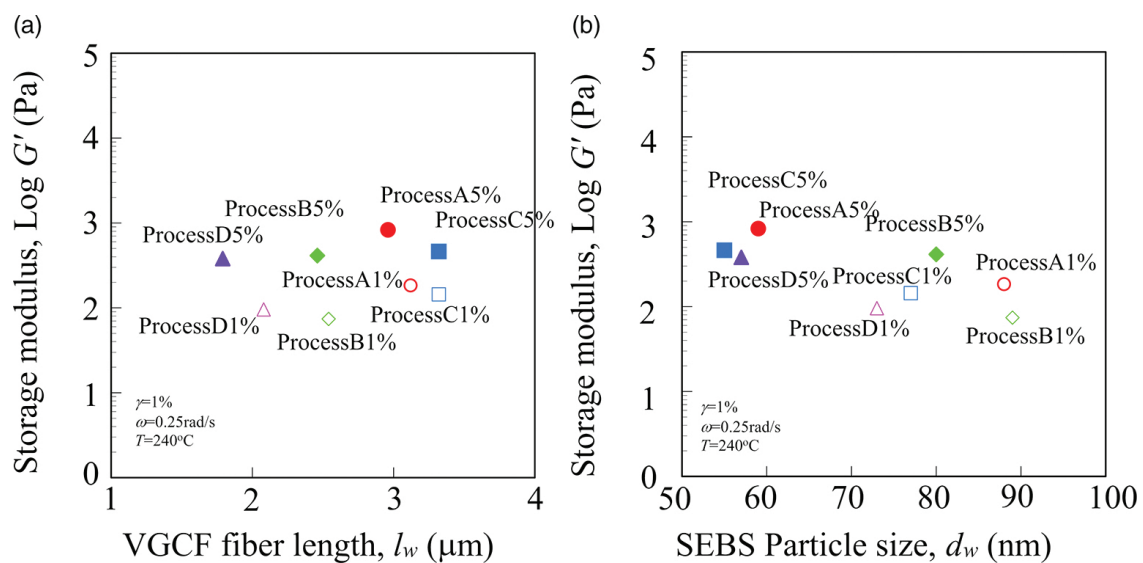 (a)
Storage modulus, Log G′ (Pa)
5
4
3
2
1
0
ProcessA5%
ProcessB5%
ProcessC5%
ProcessD5%
ProcessA1%
ProcessC1%
ProcessD1%
ProcessB1%
γ=1%
ω=0.25rad/s
T=240°C
1
2
3
4
VGCF fiber length, lw (μm)
(b)
Storage modulus, Log G′ (Pa)
5
4
3
2
1
0
ProcessC5%
ProcessA5%
ProcessB5%
ProcessA1%
ProcessD5%
ProcessC1%
ProcessD1%
ProcessB1%
γ=1%
ω=0.25rad/s
T=240°C
50
60
70
80
90
100
SEBS Particle size, dw (nm)